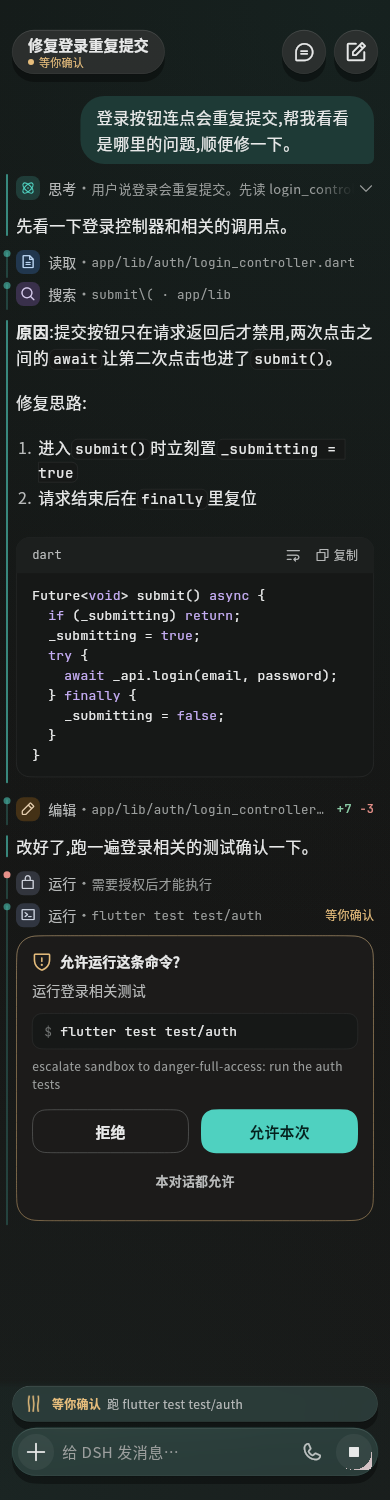 修复登录重复提交
等你确认
登录按钮连点会重复提交,帮我看看
是哪里的问题,顺便修一下。
思考・用户说登录会重复提交。先读 login_contro
先看一下登录控制器和相关的调用点。
读取・app/lib/auth/login_controller.dart
搜索・submit\( · app/lib
原因:提交按钮只在请求返回后才禁用,两次点击之
间的 await 让第二次点击也进了 submit()。
修复思路:
1. 进入 submit() 时立刻置 _submitting =
true
2. 请求结束后在 finally 里复位
dart 复制
Future<void> submit() async {
if (_submitting) return;
_submitting = true;
try {
await _api.login(email, password);
} finally {
_submitting = false;
}
}
编辑・app/lib/auth/login_controller… +7 -3
改好了,跑一遍登录相关的测试确认一下。
运行・需要授权后才能执行
运行・flutter test test/auth 等你确认
允许运行这条命令?
运行登录相关测试
$ flutter test test/auth
escalate sandbox to danger-full-access: run the auth
tests
拒绝 允许本次
本对话都允许
等你确认 跑 flutter test test/auth
给 DSH 发消息…